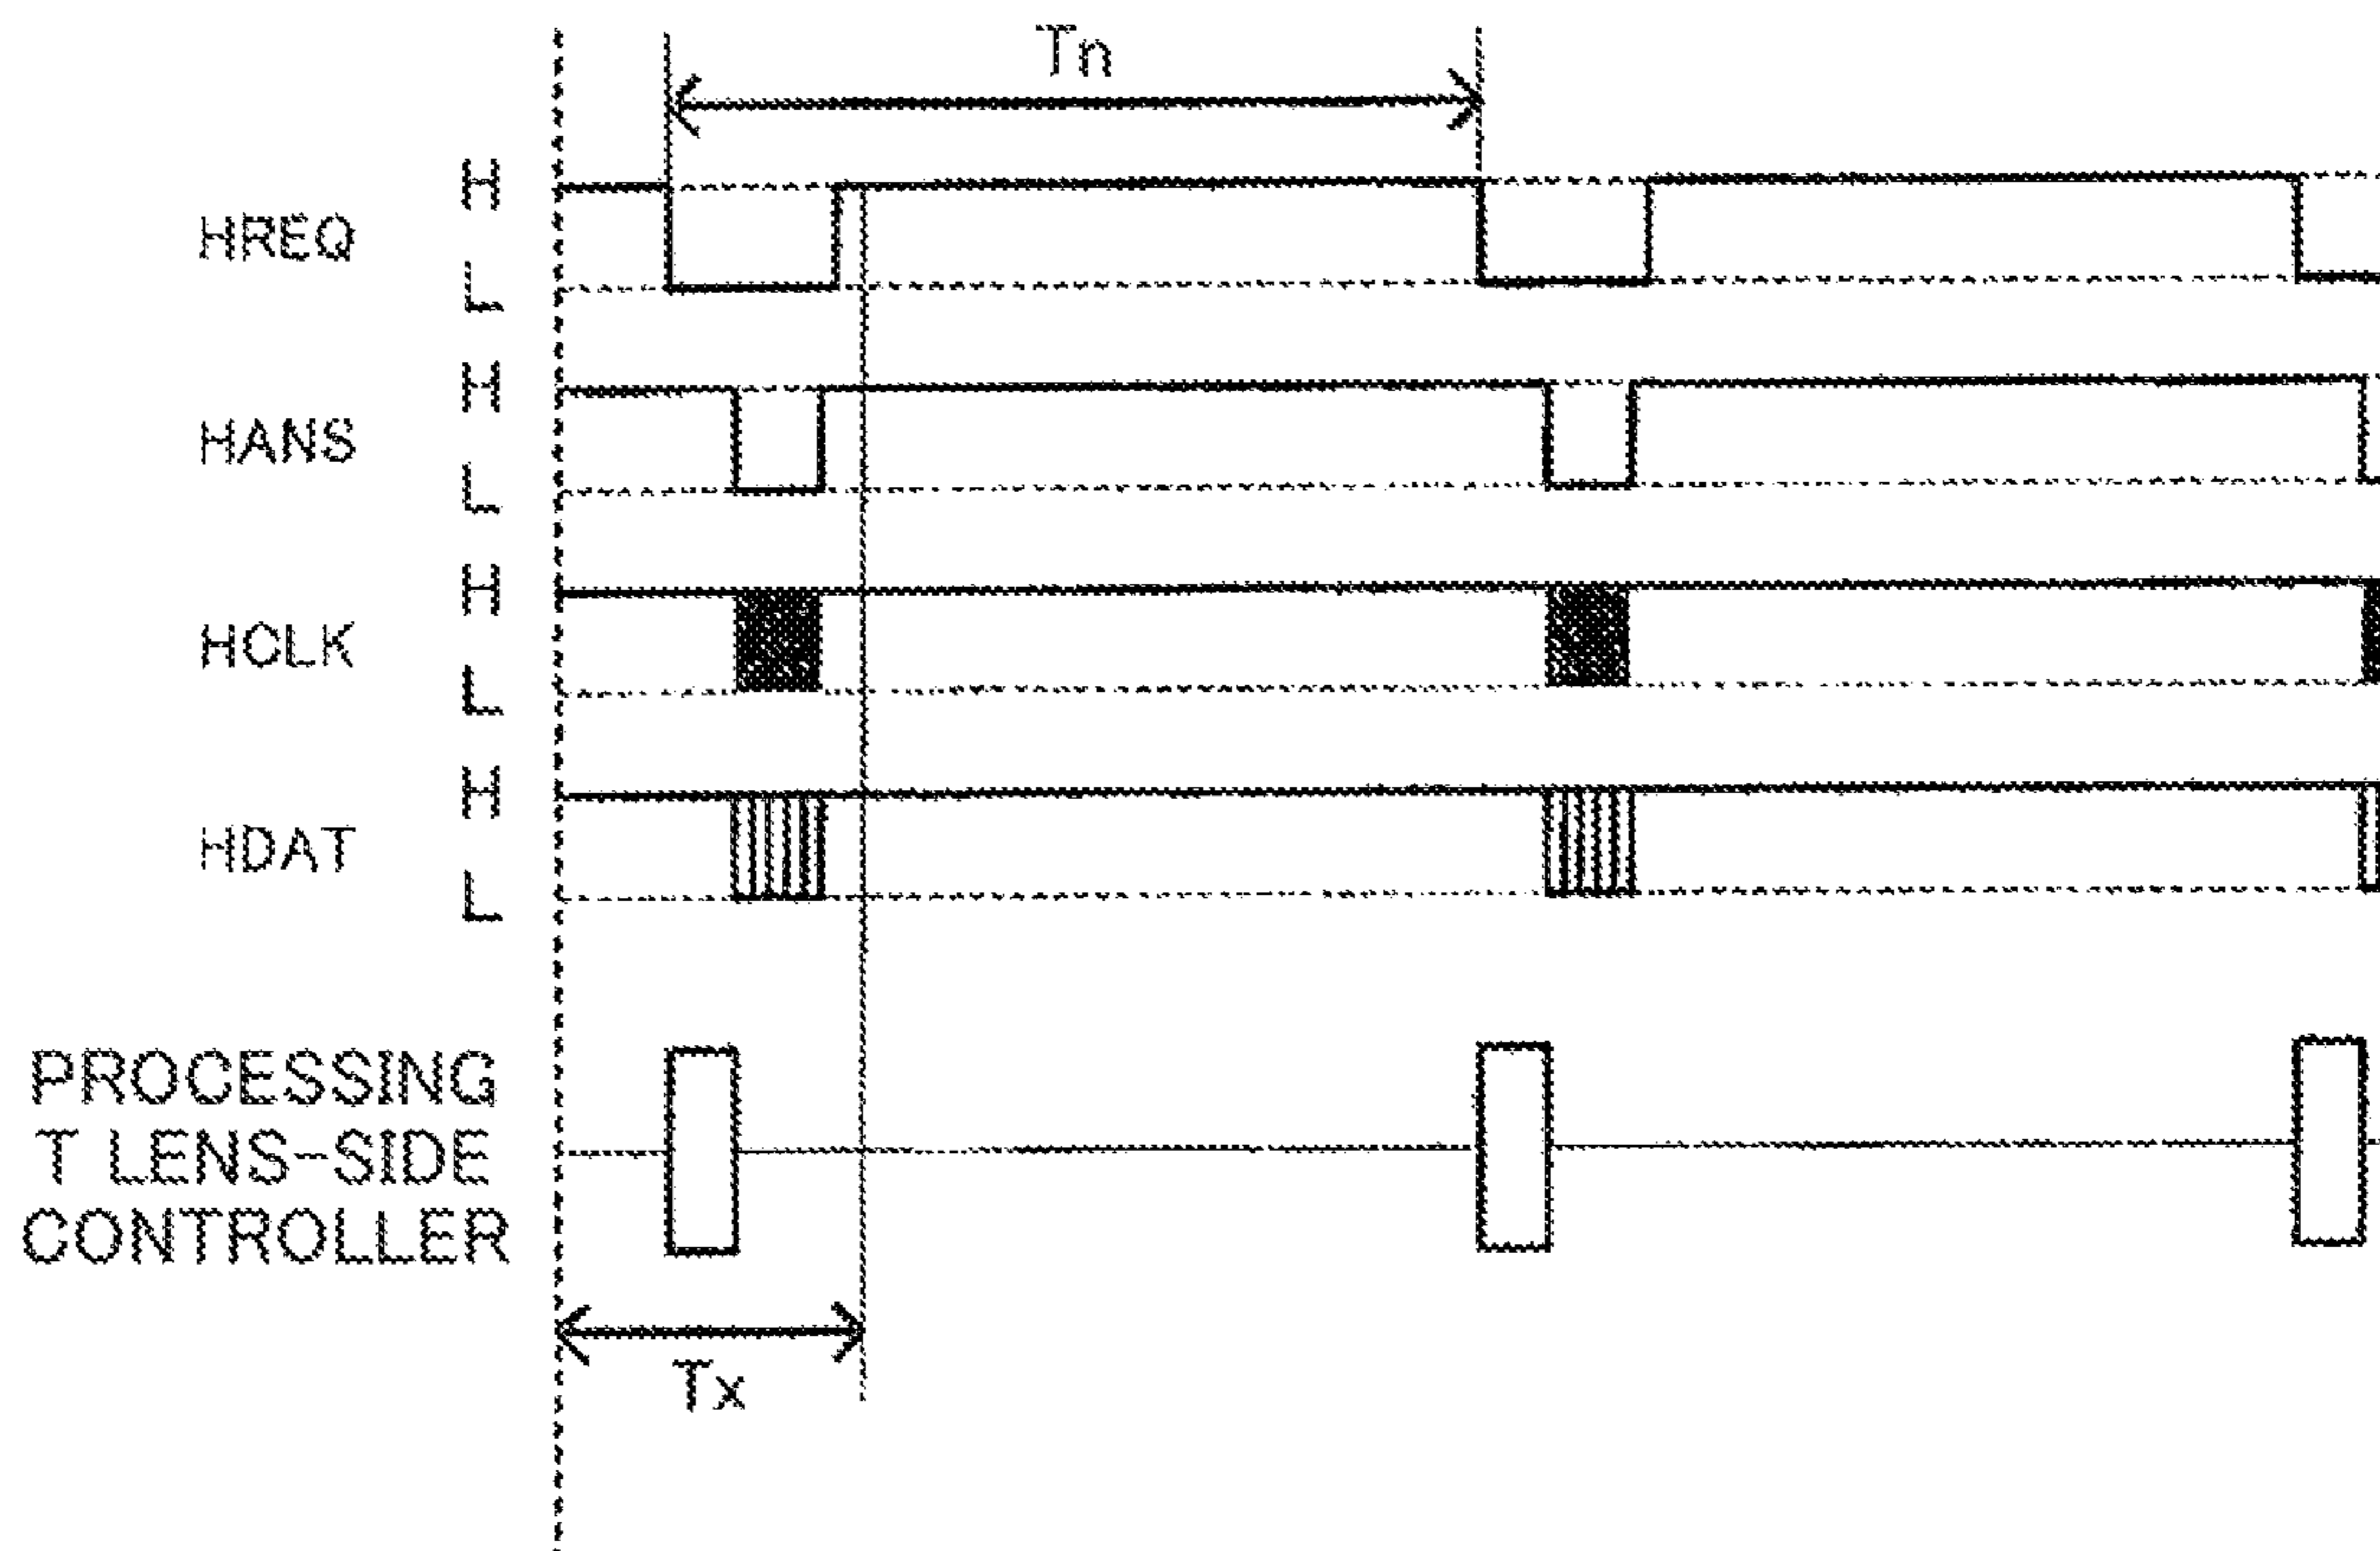 Tn
H
HREQ
L
H
HANS
L
H
HCLK
L
H
HDAT
L
PROCESSING
T LENS-SIDE
CONTROLLER
Tx